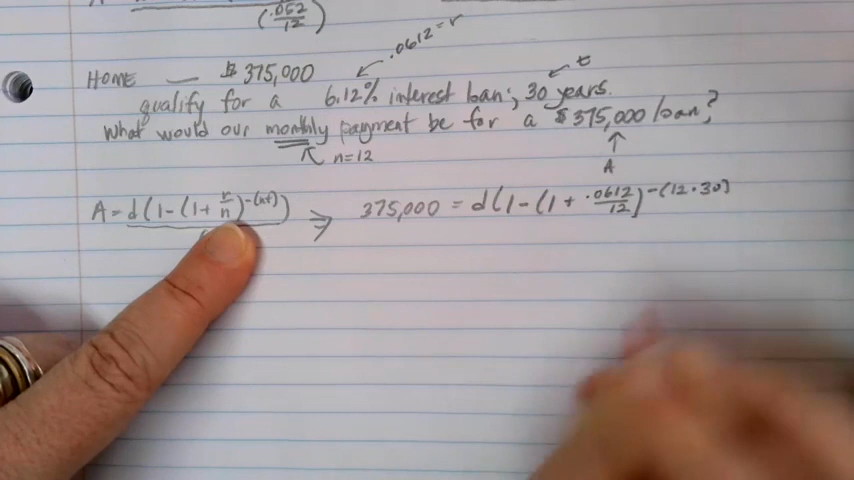 (.062/12)
.0612 = r
HOME — $375,000
t
qualify for a 6.12% interest loan; 30 years.
What would our monthly payment be for a $375,000 loan?
n=12
A
A = d(1-(1+r/n)^-(nt)) ⇒ 375,000 = d(1-(1+.0612/12)^-(12·30)